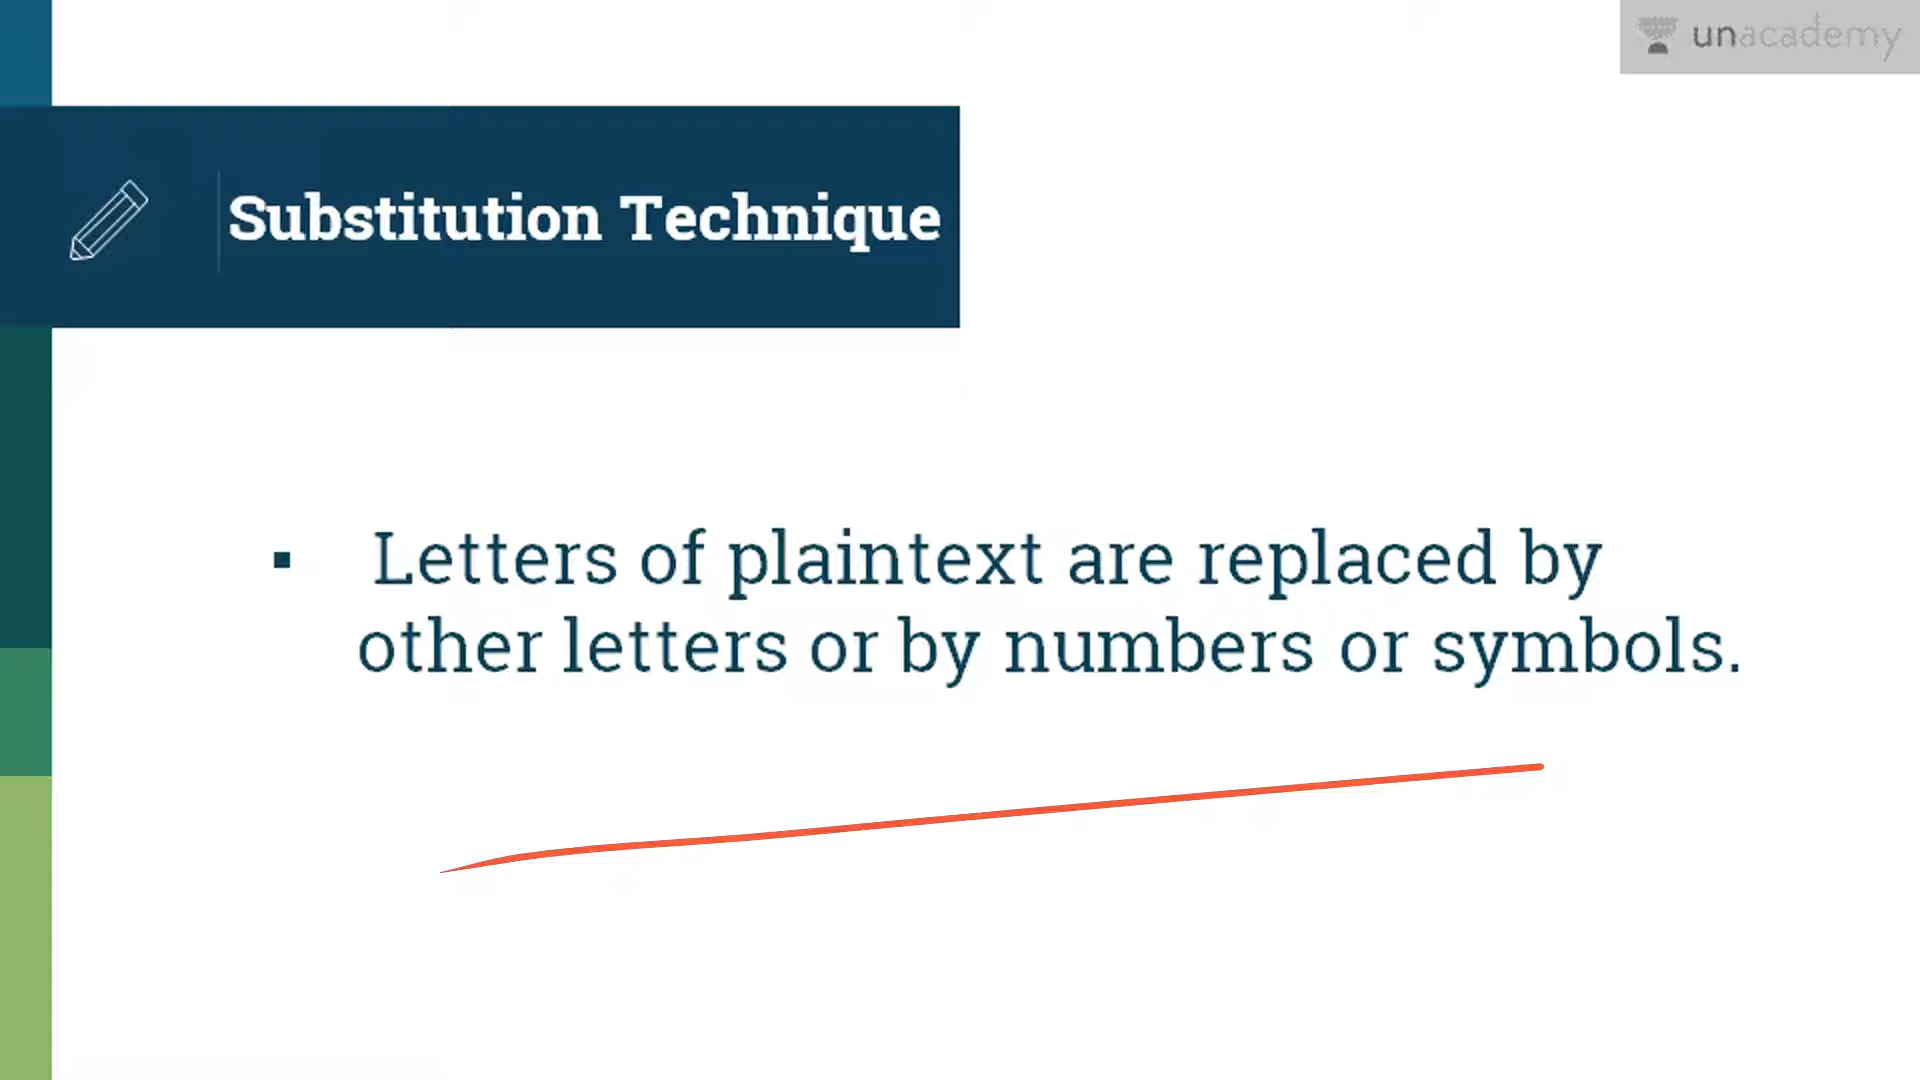 unacademy
Substitution Technique
▪ Letters of plaintext are replaced by
other letters or by numbers or symbols.